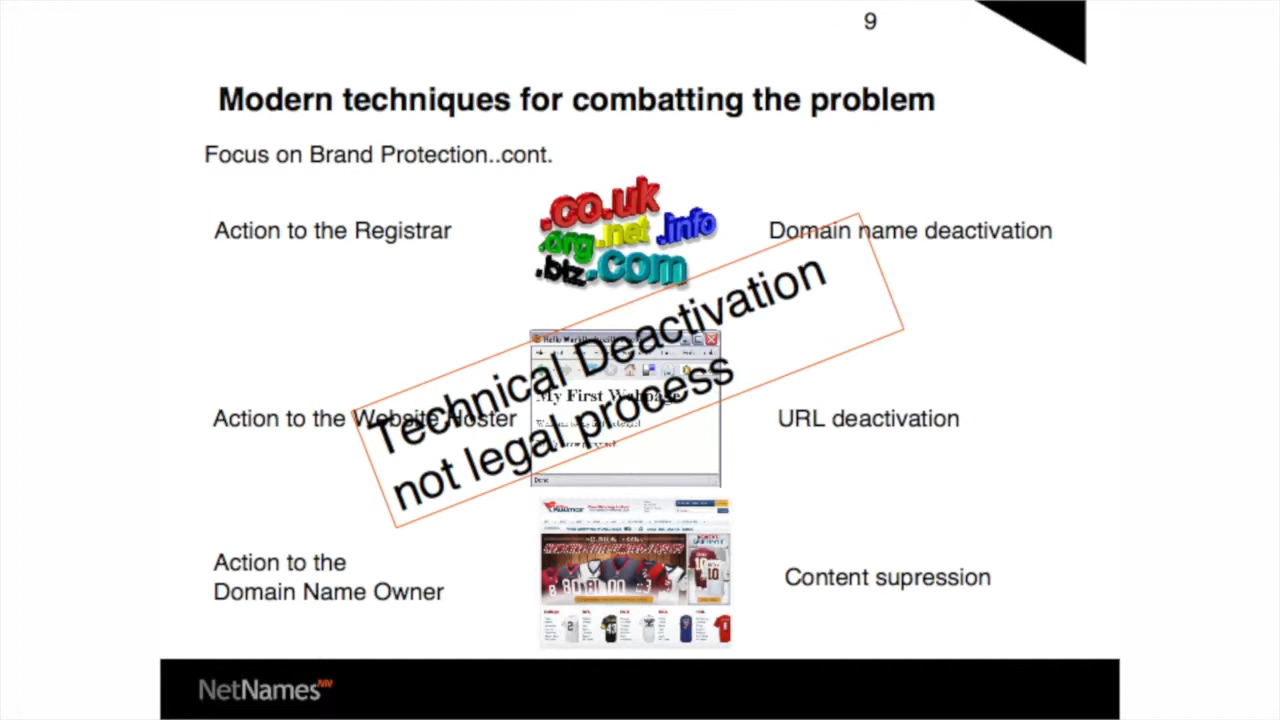 9
Modern techniques for combatting the problem
Focus on Brand Protection..cont.
Action to the Registrar
.co.uk
.org .net .info
.biz .com
Domain name deactivation
Technical Deactivation
not legal process
My First Webpage
Done
Action to the Website Hoster
URL deactivation
Action to the
Domain Name Owner
Content supression
NetNames